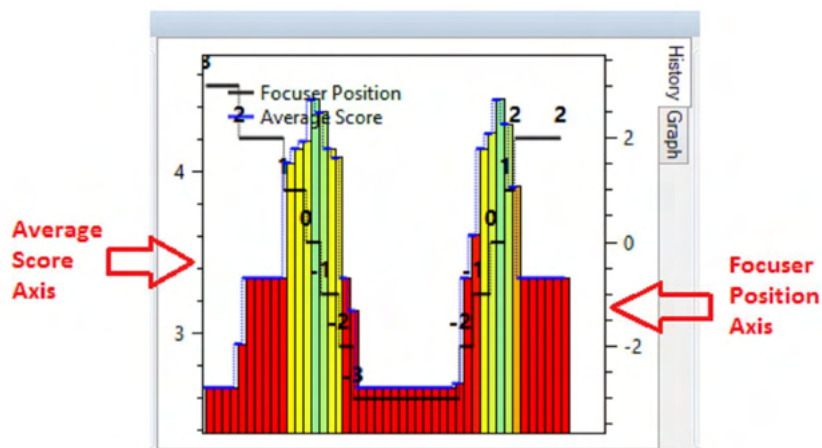 3
Focuser Position
2
Average Score
1
0
-1
-2
-3
-2
-1
0
1
2
2
4
3
2
0
-2
History
Graph
Average
Score
Axis
Focuser
Position
Axis